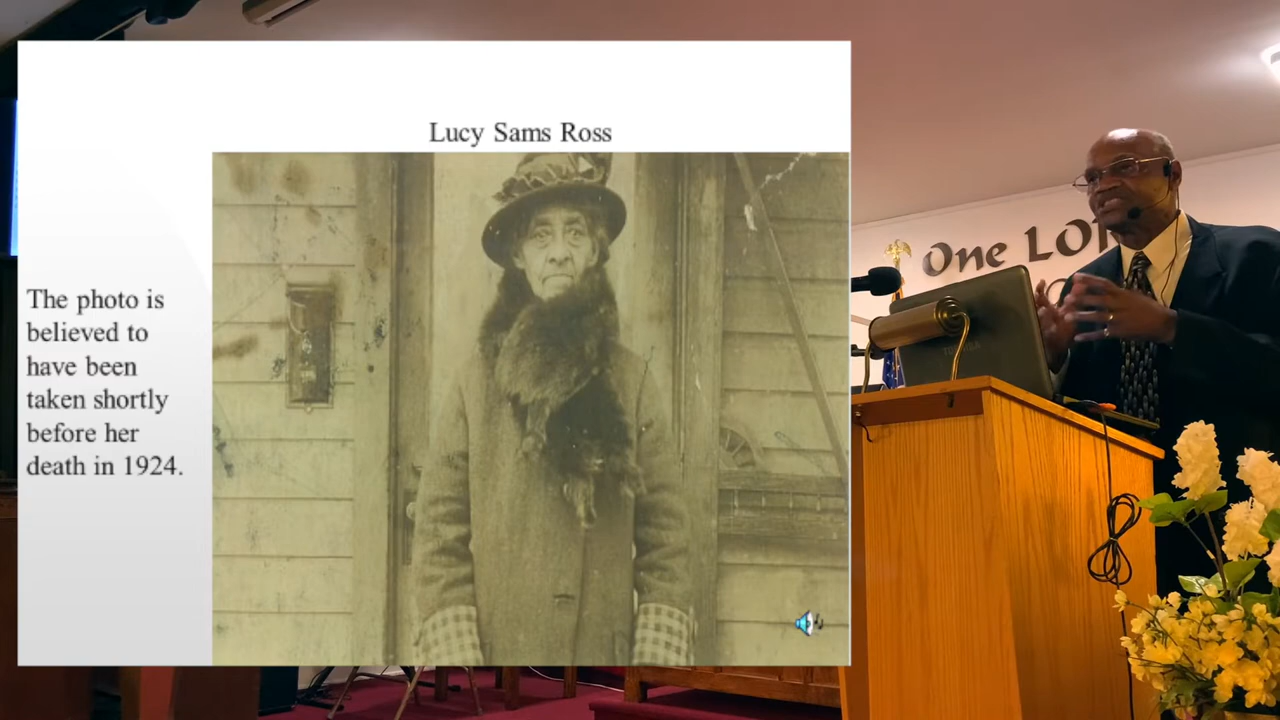 Lucy Sams Ross
The photo is
believed to
have been
taken shortly
before her
death in 1924.
One LO
TOSHIBA